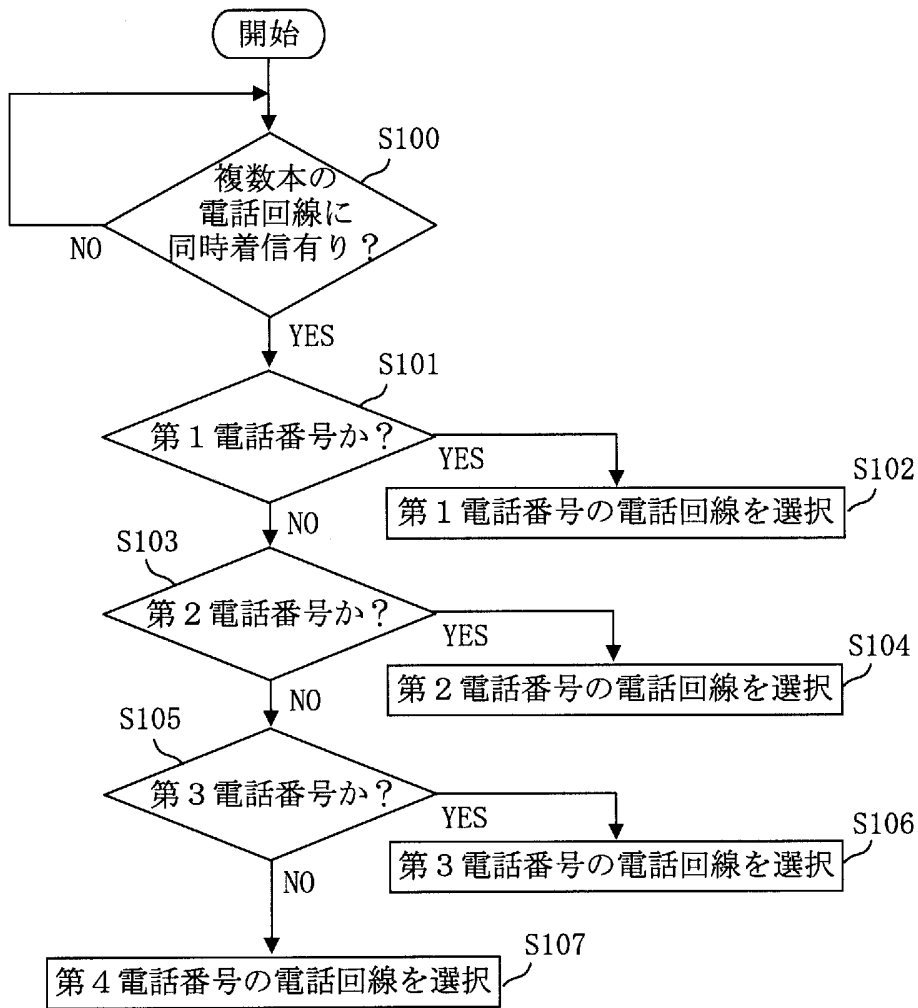 開始
S100
複数本の
電話回線に
同時着信有り？
NO
YES
S101
第１電話番号か？
YES
S102
第１電話番号の電話回線を選択
NO
S103
第２電話番号か？
YES
S104
第２電話番号の電話回線を選択
NO
S105
第３電話番号か？
YES
S106
第３電話番号の電話回線を選択
NO
S107
第４電話番号の電話回線を選択